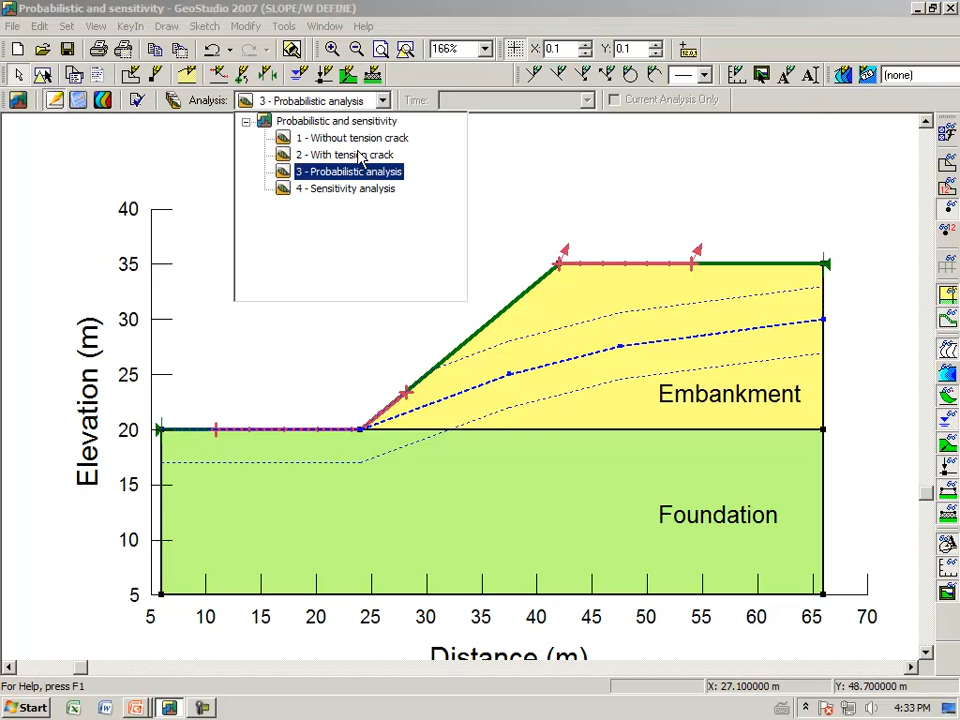 Probabilistic and sensitivity - GeoStudio 2007 (SLOPE/W DEFINE)
File Edit Set View KeyIn Draw Sketch Modify Tools Window Help
166% X: 0.1 Y: 0.1
(none)
Analysis: 3 - Probabilistic analysis Time: Current Analysis Only
Probabilistic and sensitivity
1 - Without tension crack
2 - With tension crack
3 - Probabilistic analysis
4 - Sensitivity analysis
40
35
30
25
20
15
10
5
Elevation (m)
Embankment
Foundation
5 10 15 20 25 30 35 40 45 50 55 60 65 70
Distance (m)
For Help, press F1
X: 27.100000 m Y: 48.700000 m
Start 4:33 PM